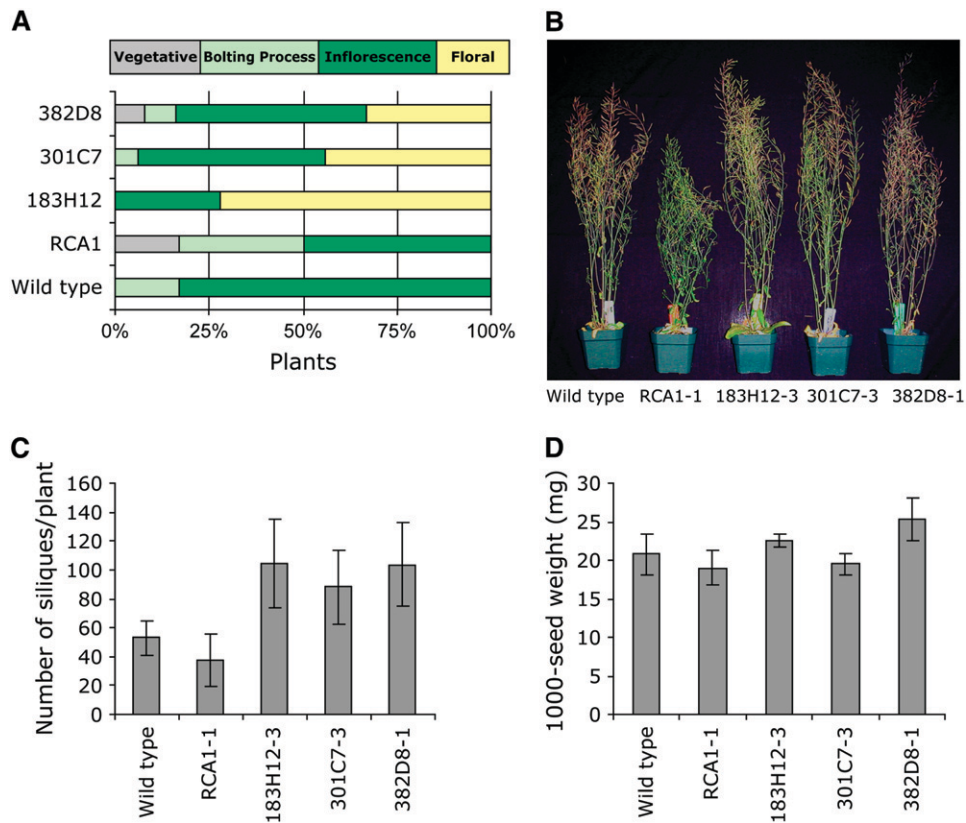 A
Vegetative Bolting Process Inflorescence Floral
382D8
301C7
183H12
RCA1
Wild type
0% 25% 50% 75% 100%
Plants
B
Wild type RCA1-1 183H12-3 301C7-3 382D8-1
C
Number of siliques/plant
160
140
120
100
80
60
40
20
0
Wild type
RCA1-1
183H12-3
301C7-3
382D8-1
D
1000-seed weight (mg)
30
25
20
15
10
5
0
Wild type
RCA1-1
183H12-3
301C7-3
382D8-1